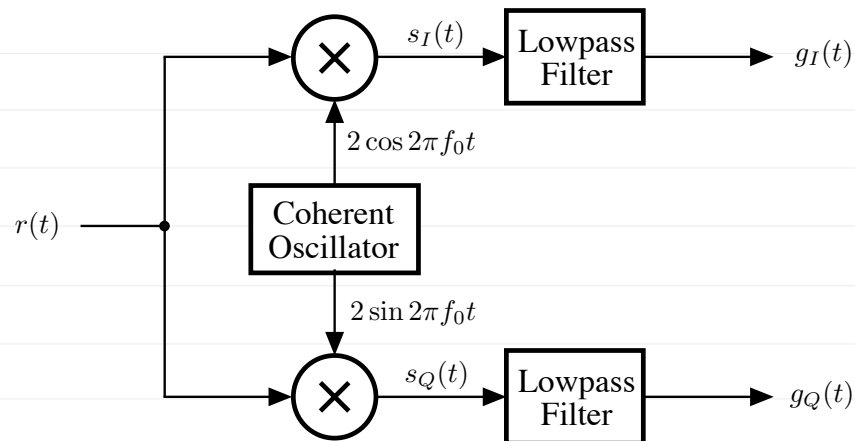 s_I(t)
Lowpass
Filter
g_I(t)
2 cos 2πf_0t
r(t)
Coherent
Oscillator
2 sin 2πf_0t
s_Q(t)
Lowpass
Filter
g_Q(t)